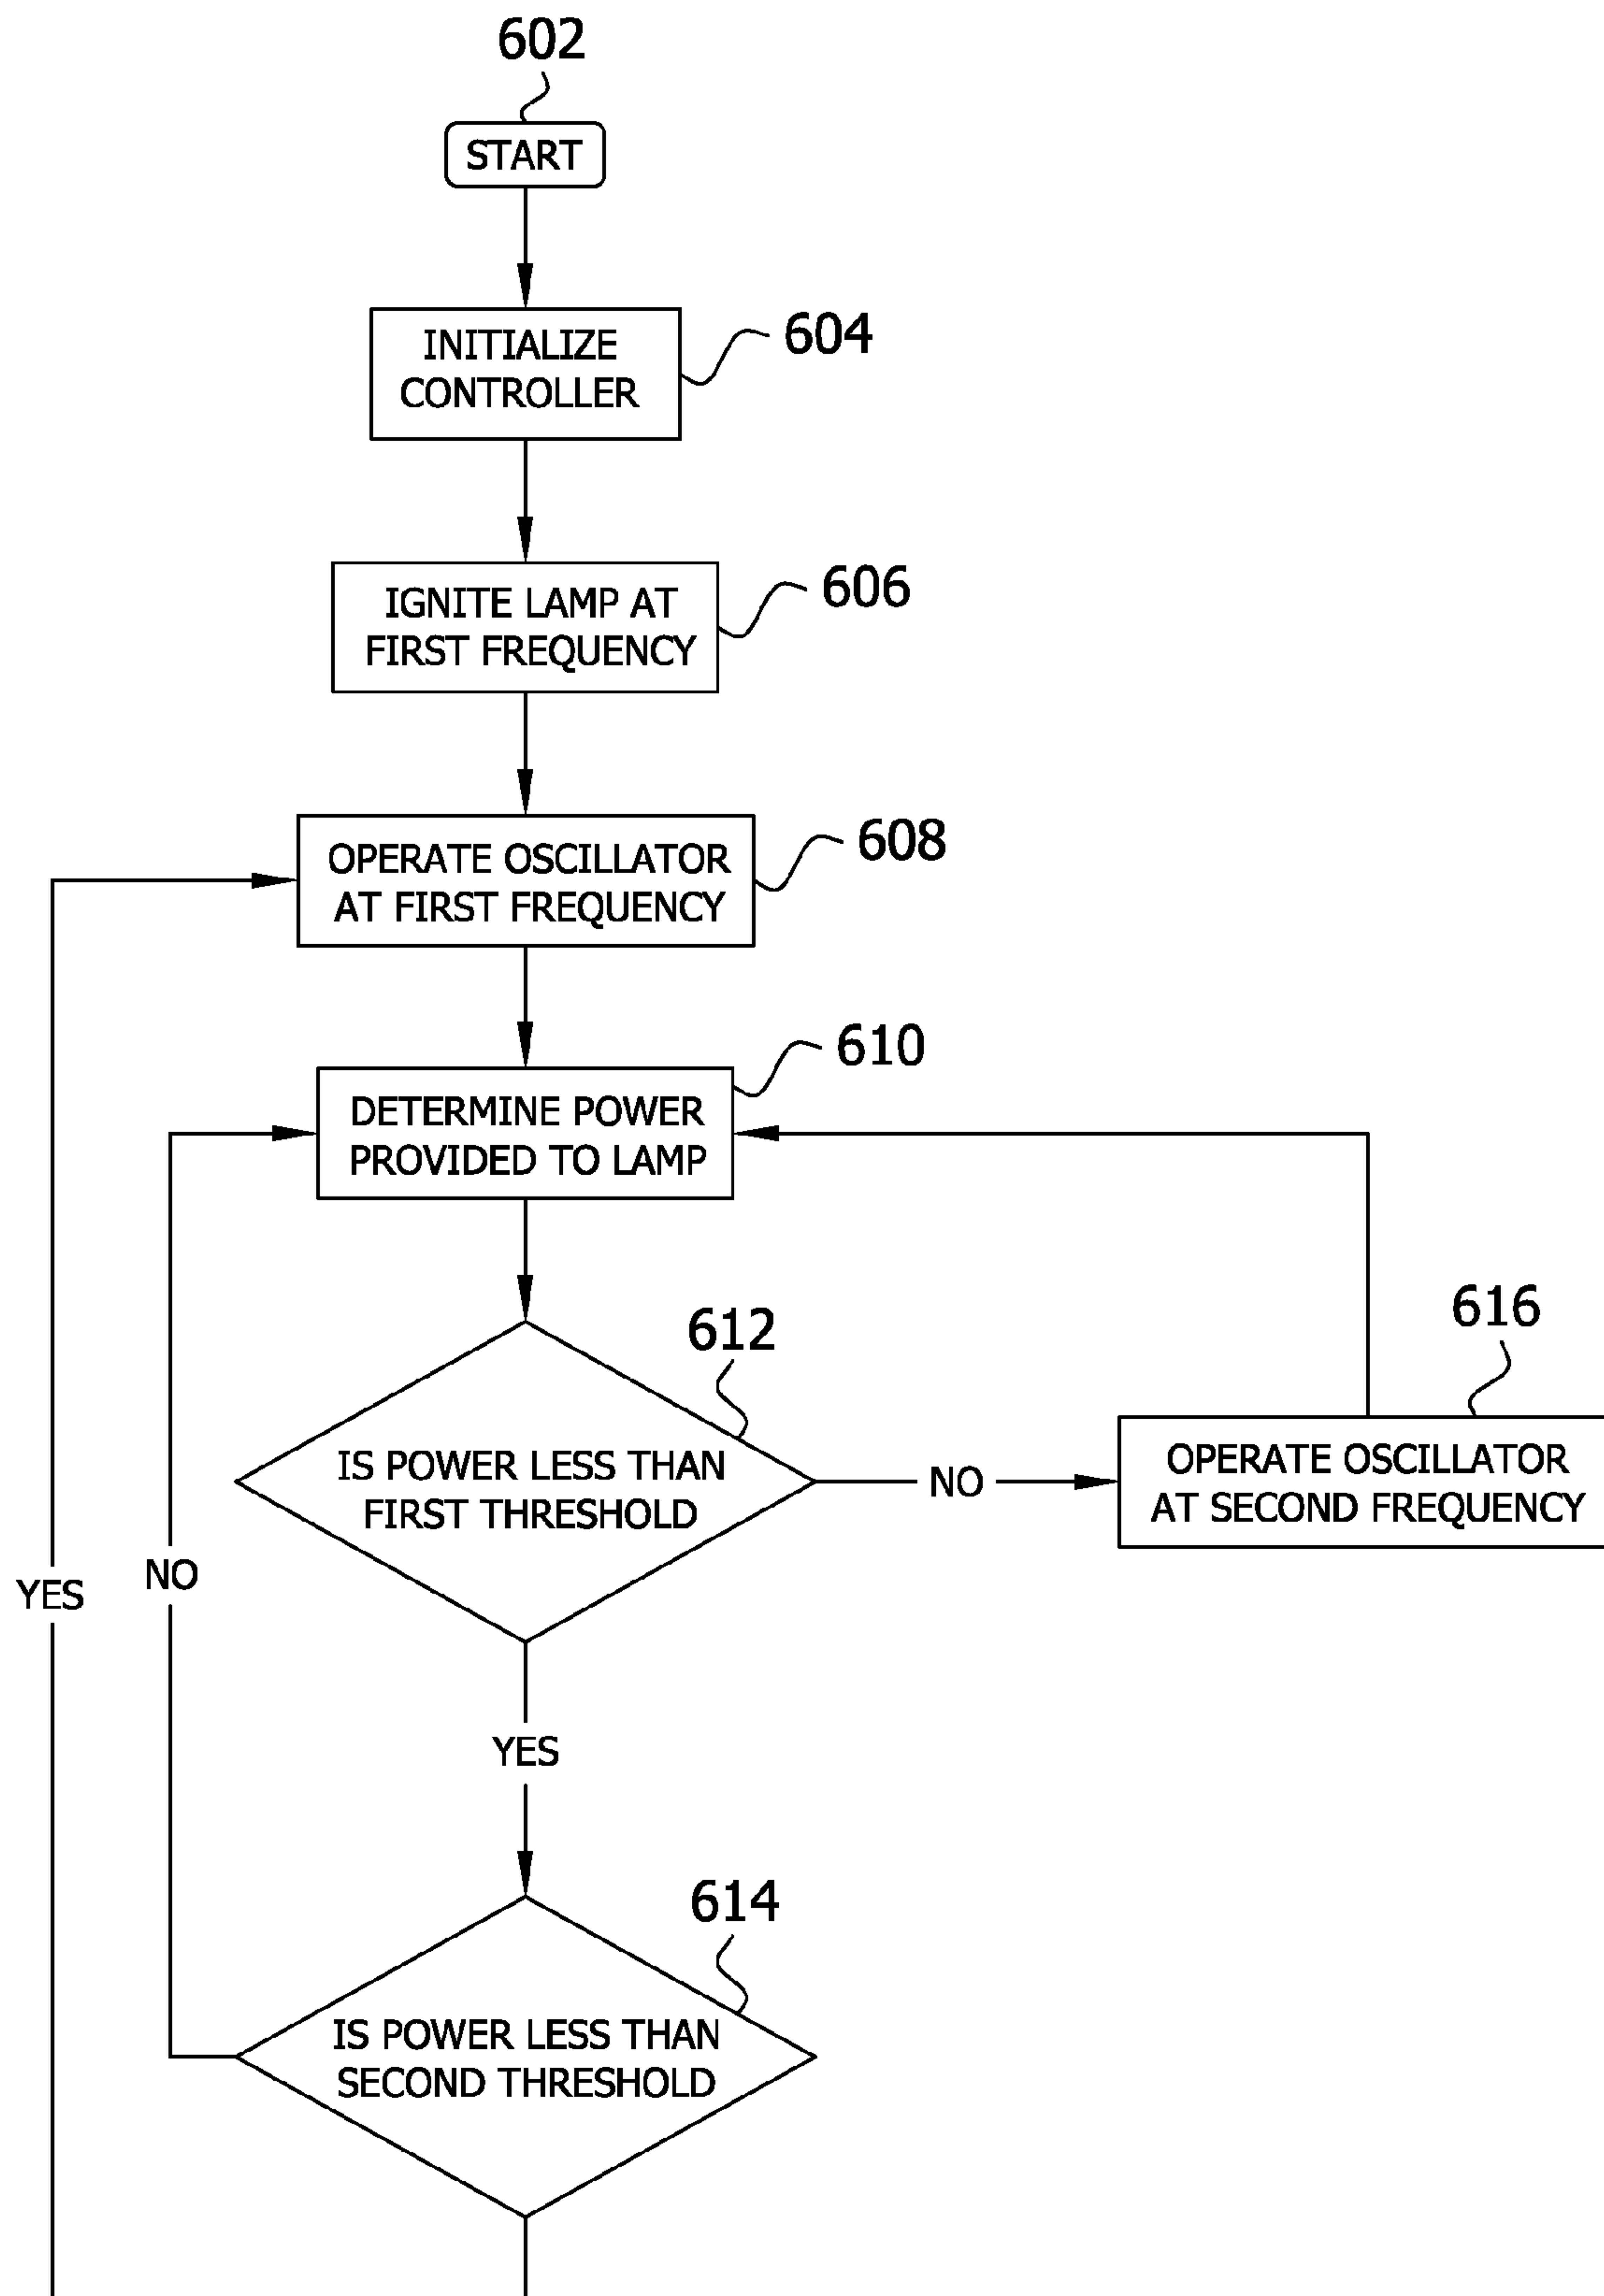 602
START
INITIALIZE
CONTROLLER
604
IGNITE LAMP AT
FIRST FREQUENCY
606
OPERATE OSCILLATOR
AT FIRST FREQUENCY
608
DETERMINE POWER
PROVIDED TO LAMP
610
612
IS POWER LESS THAN
FIRST THRESHOLD
NO
616
OPERATE OSCILLATOR
AT SECOND FREQUENCY
YES
NO
YES
614
IS POWER LESS THAN
SECOND THRESHOLD